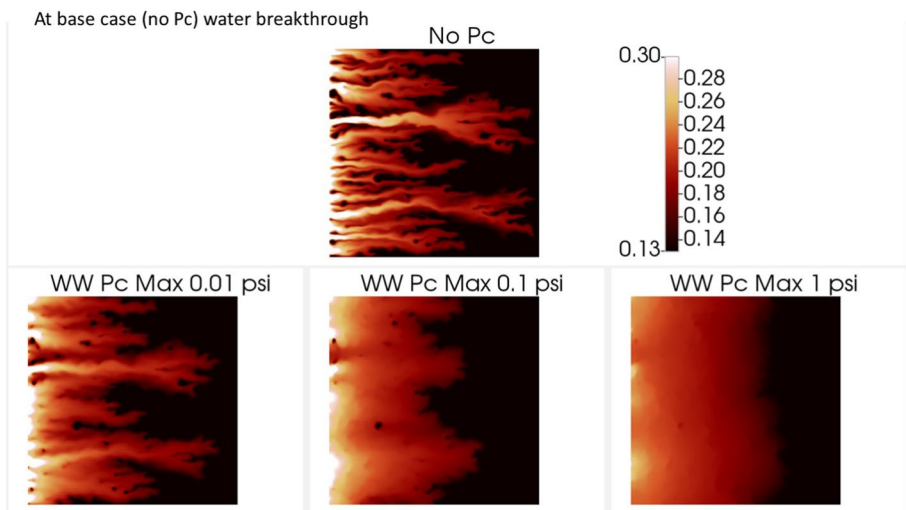 At base case (no Pc) water breakthrough
No Pc
0.30
0.28
0.26
0.24
0.22
0.20
0.18
0.16
0.14
0.13
WW Pc Max 0.01 psi
WW Pc Max 0.1 psi
WW Pc Max 1 psi